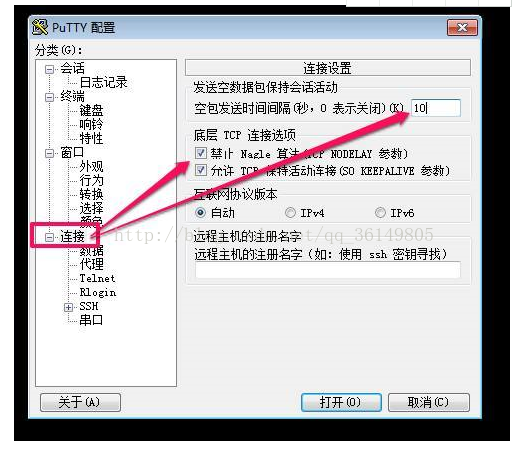 PuTTY 配置
分类(G):
会话
日志记录
终端
键盘
响铃
特性
窗口
外观
行为
转换
选择
颜色
连接
数据
代理
Telnet
Rlogin
SSH
串口
连接设置
发送空数据包保持会话活动
空包发送时间间隔(秒, 0 表示关闭)(K)
10
底层 TCP 连接选项
禁止 Nagle 算法(TCP NODELAY 参数)
允许 TCP 保持活动连接(SO KEEPALIVE 参数)
互联网协议版本
自动
IPv4
IPv6
远程主机的注册名字
远程主机的注册名字(如: 使用 ssh 密钥寻找)
关于(A)
打开(O)
取消(C)
http://b
et/qq_36149805